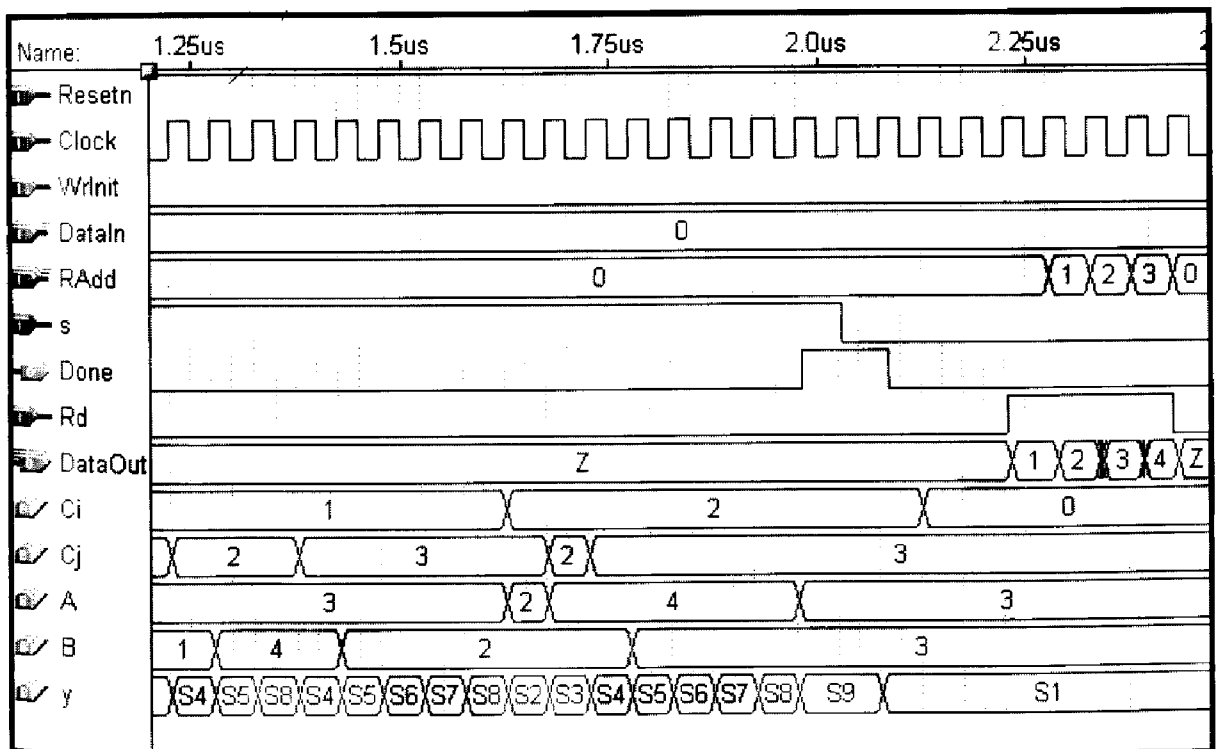 Name: 1.25us 1.5us 1.75us 2.0us 2.25us
Resetn
Clock
WrInit
DataIn 0
RAdd 0 1 2 3 0
s
Done
Rd
DataOut Z 1 2 3 4 Z
Ci 1 2 0
Cj 2 3 2 3
A 3 2 4 3
B 1 4 2 3
y S4 S5 S8 S4 S5 S6 S7 S8 S2 S3 S4 S5 S6 S7 S8 S9 S1